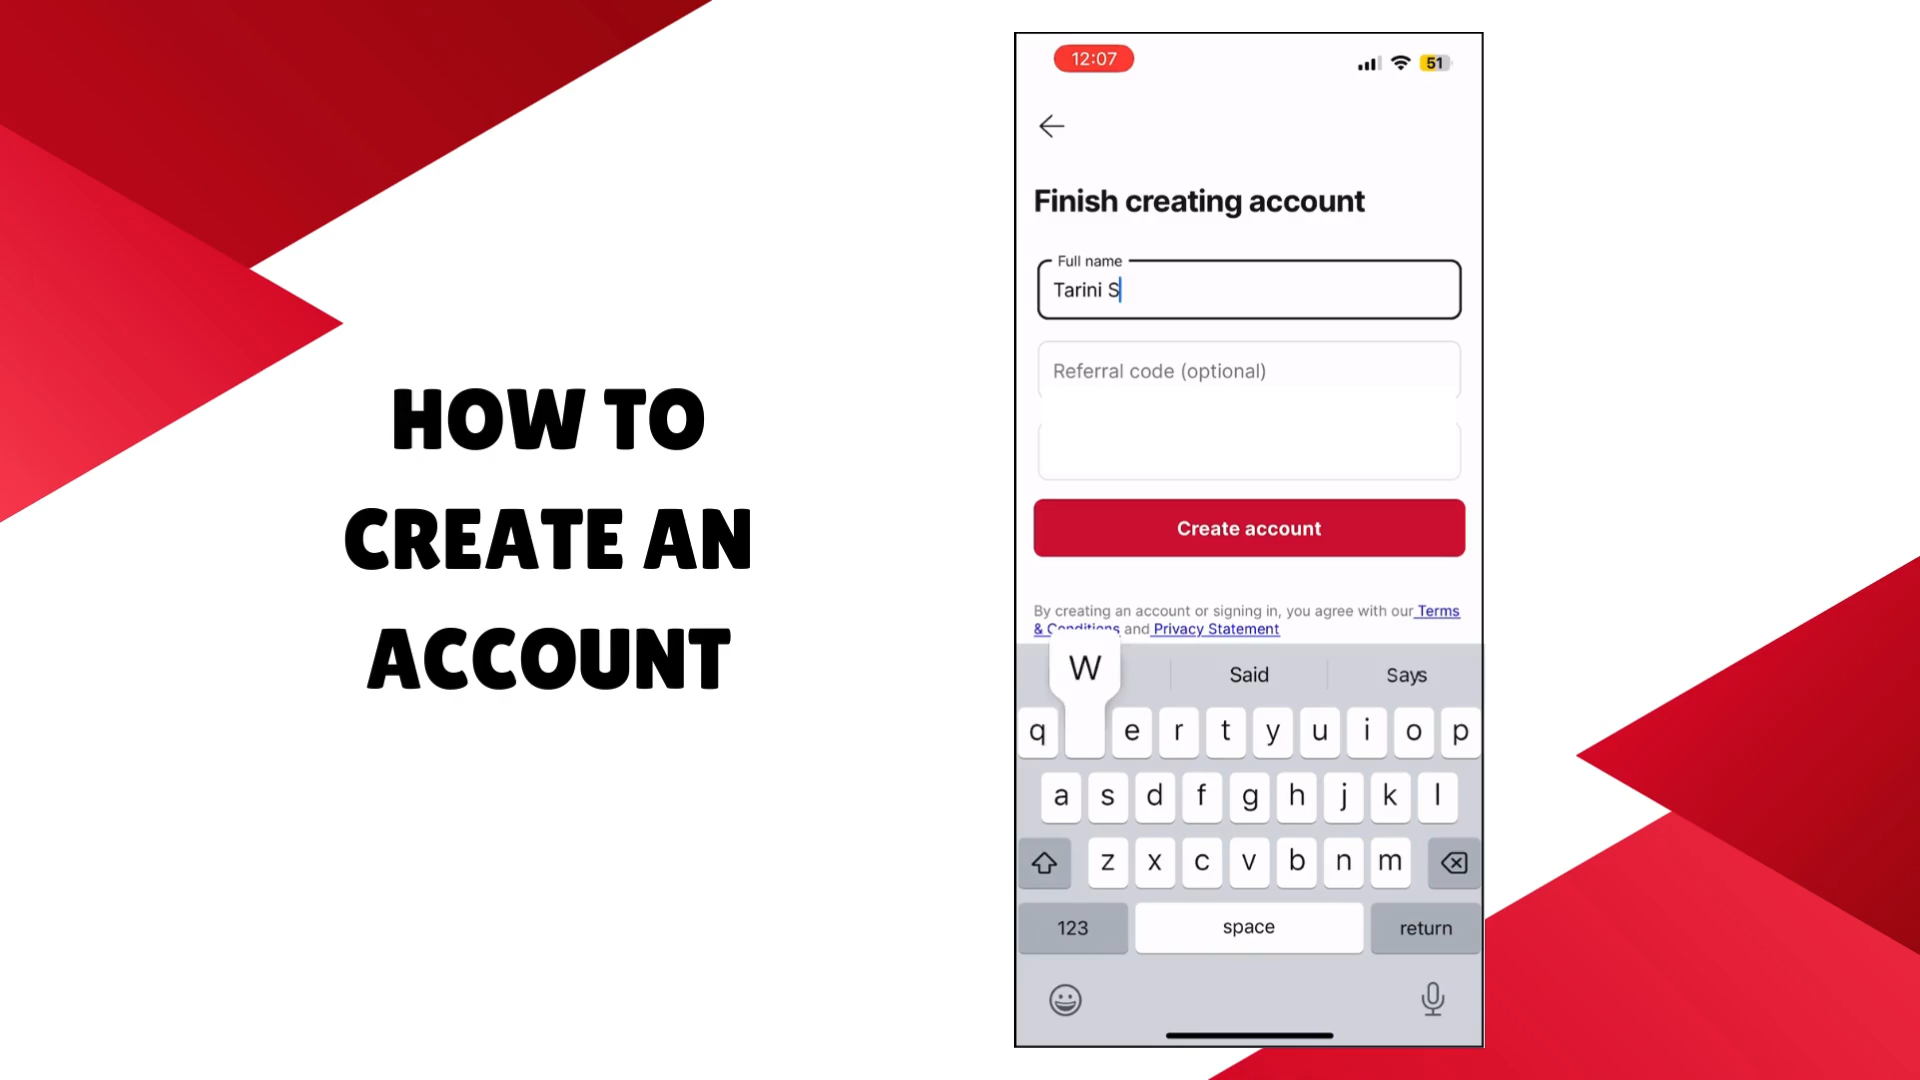 HOW TO
CREATE AN
ACCOUNT
12:07
51
Finish creating account
Full name
Tarini S
Referral code (optional)
Create account
By creating an account or signing in, you agree with our Terms
& Conditions and Privacy Statement
W
Said
Says
q e r t y u i o p
a s d f g h j k l
z x c v b n m
123
space
return